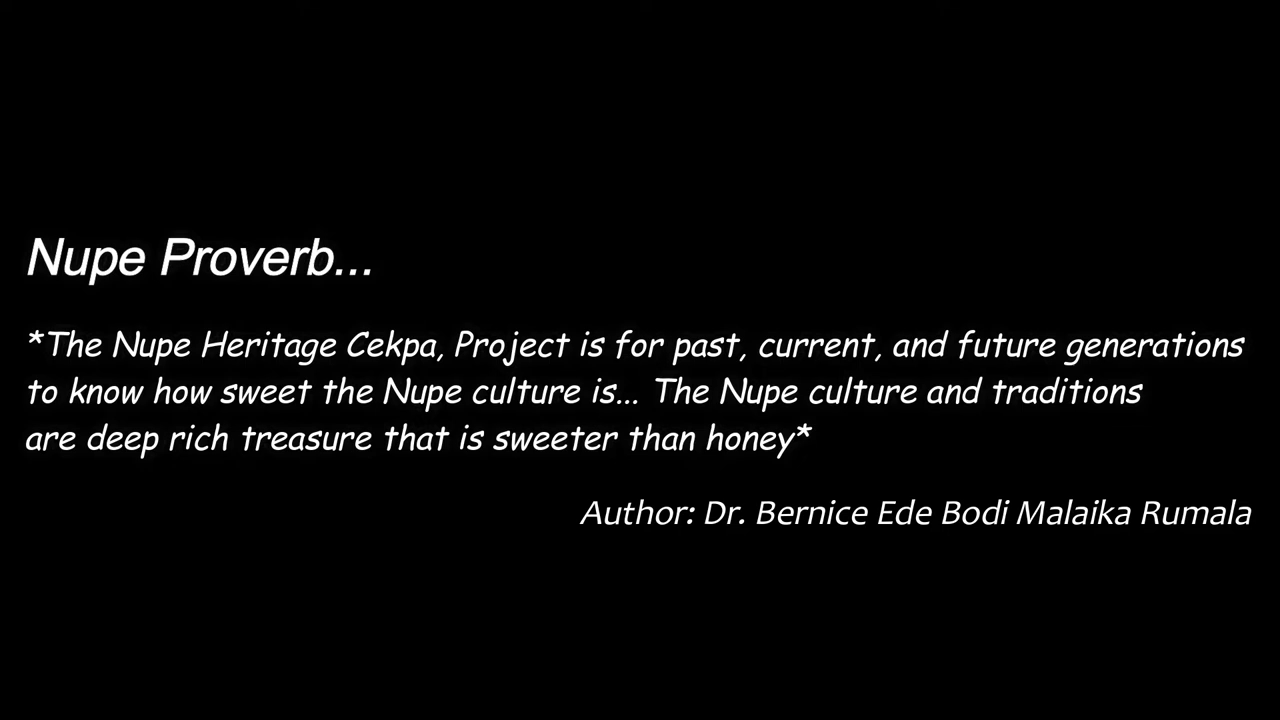 Nupe Proverb...
*The Nupe Heritage Cekpa, Project is for past, current, and future generations
to know how sweet the Nupe culture is... The Nupe culture and traditions
are deep rich treasure that is sweeter than honey*
Author: Dr. Bernice Ede Bodi Malaika Rumala